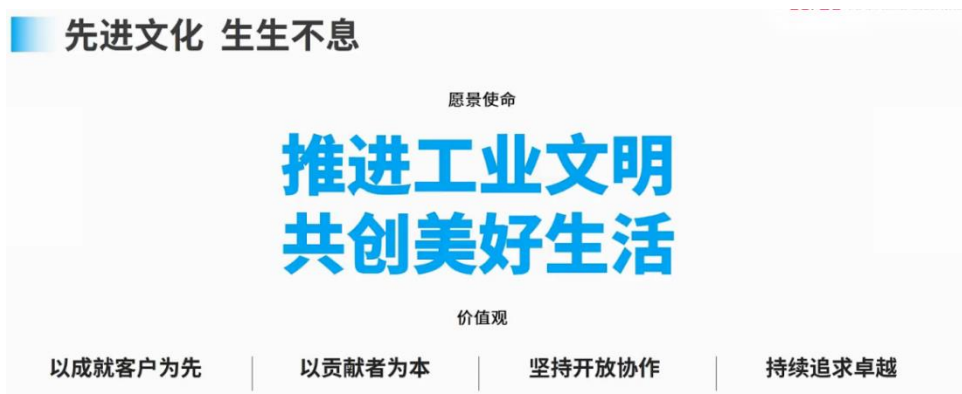 先进文化 生生不息
愿景使命
推进工业文明
共创美好生活
价值观
以成就客户为先 以贡献者为本 坚持开放协作 持续追求卓越